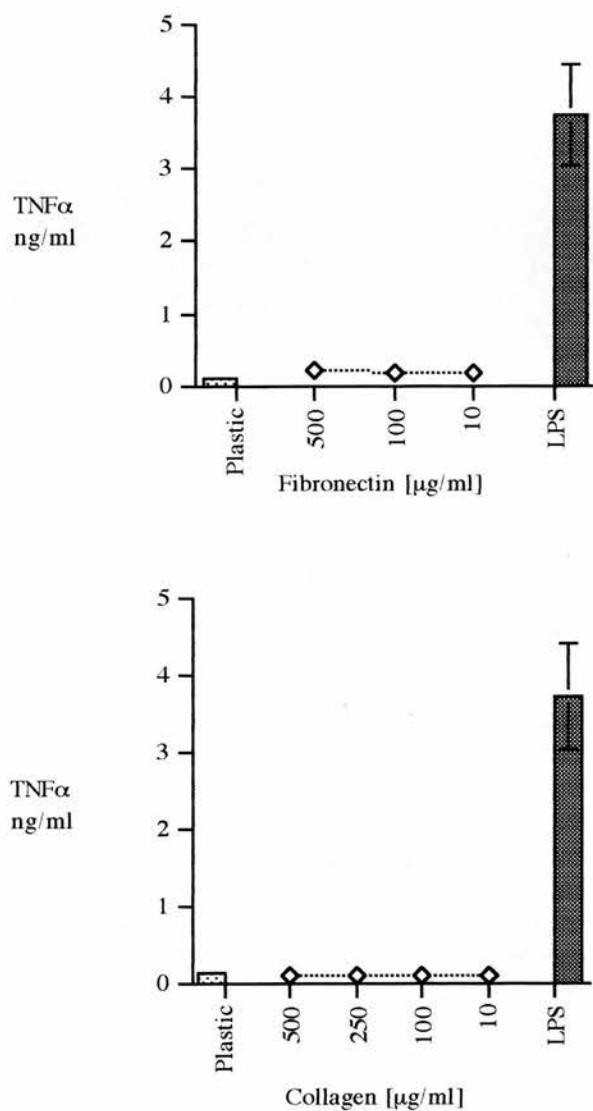 5
4
3
2
1
0
TNFα
ng/ml
Plastic
500
100
10
LPS
Fibronectin [µg/ml]
5
4
3
2
1
0
TNFα
ng/ml
Plastic
500
250
100
10
LPS
Collagen [µg/ml]